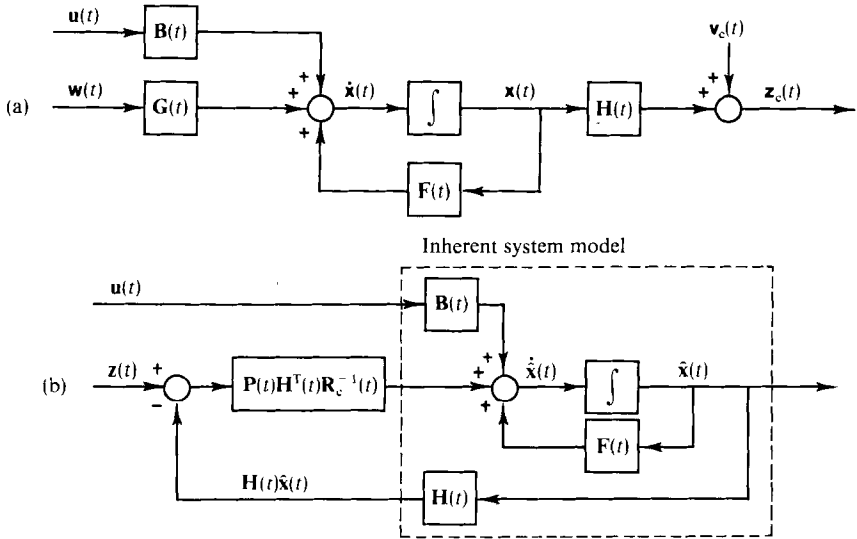 u(t)
B(t)
v_c(t)
+
+
+
+
+
(a)
w(t)
G(t)
ẋ(t)
∫
x(t)
H(t)
z_c(t)
+
F(t)
Inherent system model
u(t)
B(t)
(b)
z(t)
+
−
P(t)H^T(t)R_c^{-1}(t)
+
+
+
x̂̇(t)
∫
x̂(t)
F(t)
H(t)x̂(t)
H(t)